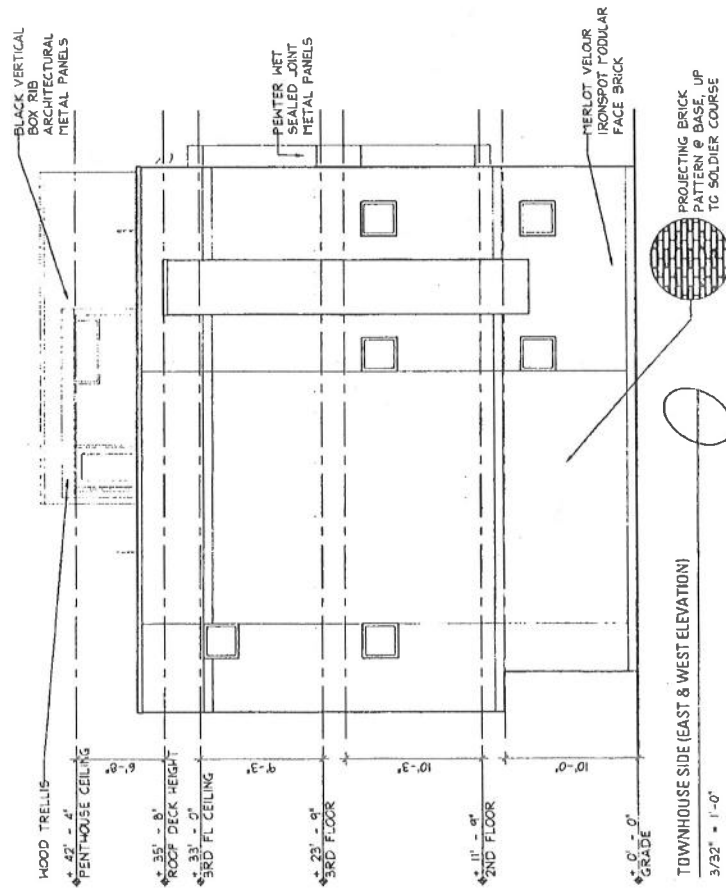 WOOD TRELLIS
BLACK VERTICAL
BOX RIB
ARCHITECTURAL
METAL PANELS
+ 42' - 4"
PENTHOUSE CEILING
6'-8"
+ 35' - 8"
ROOF DECK HEIGHT
+ 33' - 0"
3RD FL CEILING
9'-3"
PEWTER WET
SEALED JOINT
METAL PANELS
+ 23' - 9"
3RD FLOOR
10'-3"
+ 11' - 9"
2ND FLOOR
10'-0"
MERLOT VELOUR
IRONSPOT MODULAR
FACE BRICK
+ 0' - 0"
GRADE
PROJECTING BRICK
PATTERN @ BASE, UP
TO SOLDIER COURSE
TOWNHOUSE SIDE (EAST & WEST ELEVATION)
3/32" = 1'-0"